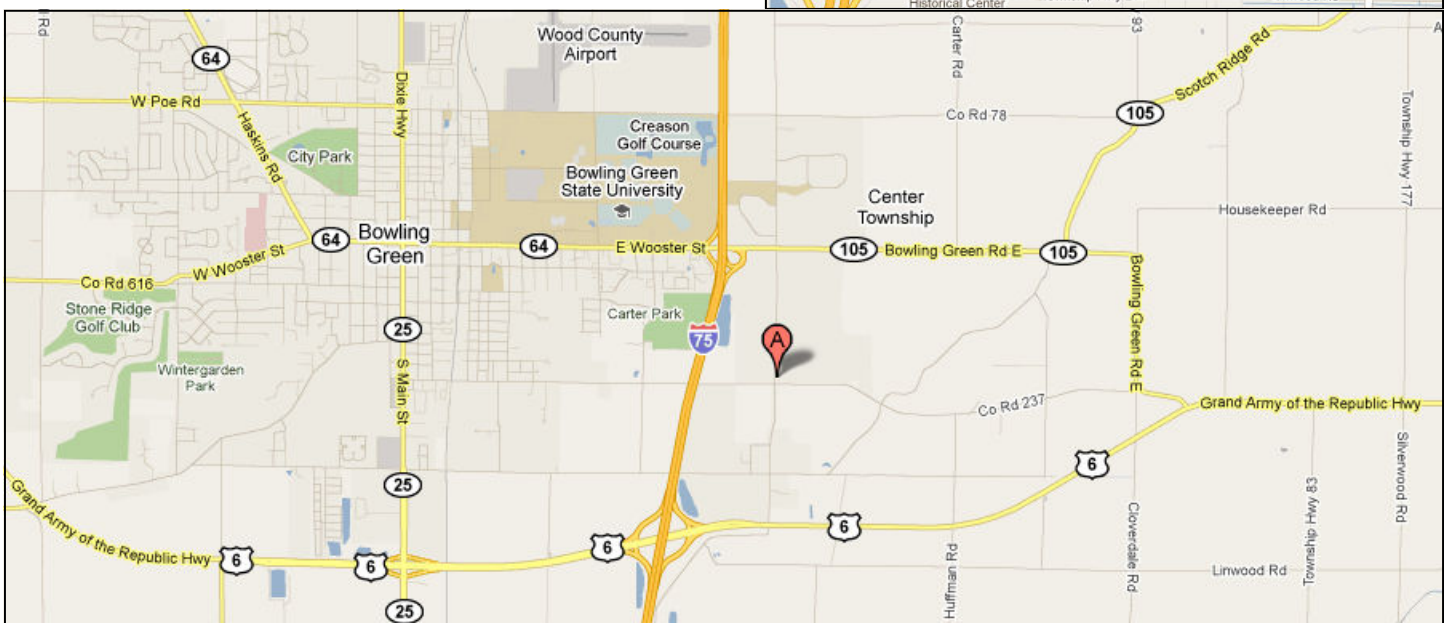 Historical Center
d Rd
93
Carter Rd
Wood County
Airport
64
Dixie Hwy
Scotch Ridge Rd
W Poe Rd
Haskins Rd
Co Rd 78
105
Township Hwy 177
Creason
Golf Course
City Park
Bowling Green
State University
Center
Township
Housekeeper Rd
64
Bowling
Green
64
E Wooster St
105
Bowling Green Rd E
105
W Wooster St
Co Rd 616
Bowling Green Rd E
Stone Ridge
Golf Club
Carter Park
25
75
A
Wintergarden
Park
S Main St
Co Rd 237
Grand Army of the Republic Hwy
6
Silverwood Rd
25
Grand Army of the Republic Hwy
Cloverdale Rd
Township Hwy 83
6
6
6
6
Huffman Rd
Linwood Rd
25